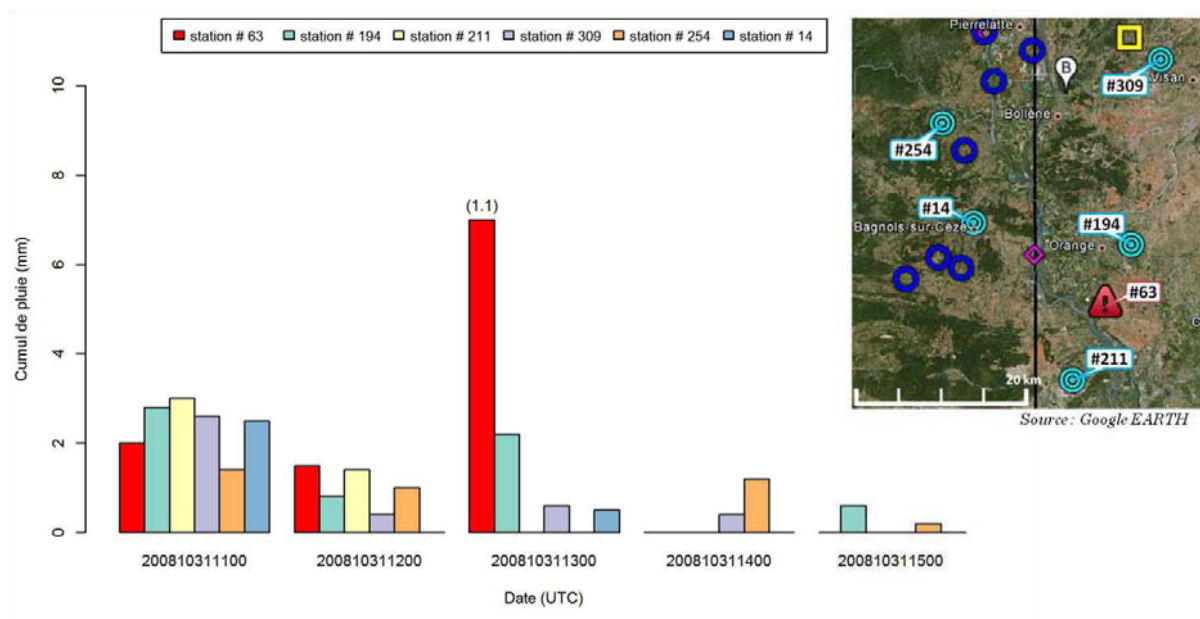 station # 63 station # 194 station # 211 station # 309 station # 254 station # 14
Cumul de pluie (mm)
10
8
6
4
2
0
(1.1)
200810311100 200810311200 200810311300 200810311400 200810311500
Date (UTC)
Pierrelatte
B
#309
Visan
Bollène
#254
#14
Bagnols-sur-Cèze
#194
Orange
#63
C
#211
20 km
Source : Google EARTH